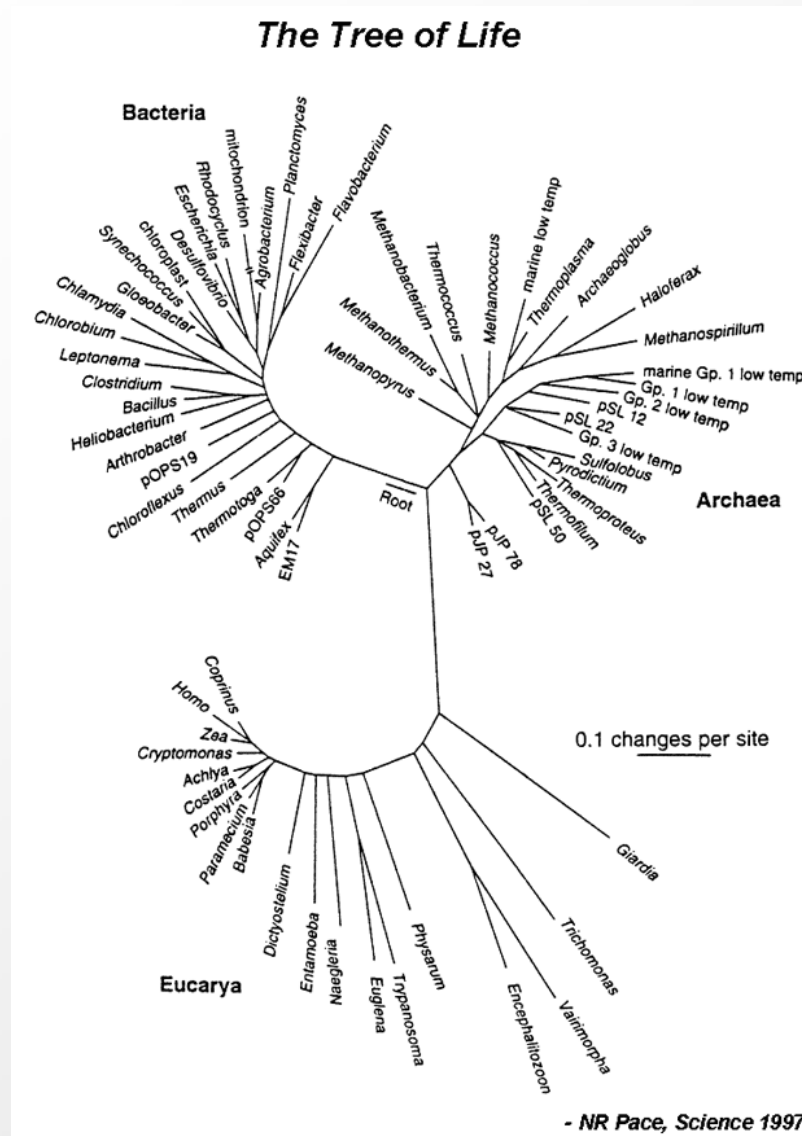 The Tree of Life
Bacteria
Chlamydia
Chlorobium
Leptonema
Clostridium
Bacillus
Heliobacterium
Arthrobacter
pOPS19
Chloroflexus
Thermus
Thermotoga
pOPS66
Aquifex
EM17
Gloeobacter
Synechococcus
chloroplast
Desulfovibrio
Escherichia
Rhodocyclus
mitochondrion
Agrobacterium
Planctomyces
Flexibacter
Flavobacterium
Root
Methanopyrus
Methanothermus
Methanobacterium
Thermococcus
Methanococcus
marine low temp
Thermoplasma
Archaeoglobus
Haloferax
Methanospirillum
marine Gp. 1 low temp
Gp. 1 low temp
Gp. 2 low temp
pSL 12
pSL 22
Gp. 3 low temp
Sulfolobus
Pyrodictium
Thermoproteus
Thermofilum
pSL 50
pJP 78
pJP 27
Archaea
Coprinus
Homo
Zea
Cryptomonas
Achlya
Costaria
Porphyra
Paramecium
Babesia
Dictyostelium
Entamoeba
Naegleria
Euglena
Trypanosoma
Physarum
Encephalitozoon
Vairimorpha
Trichomonas
Giardia
0.1 changes per site
Eucarya
- NR Pace, Science 1997